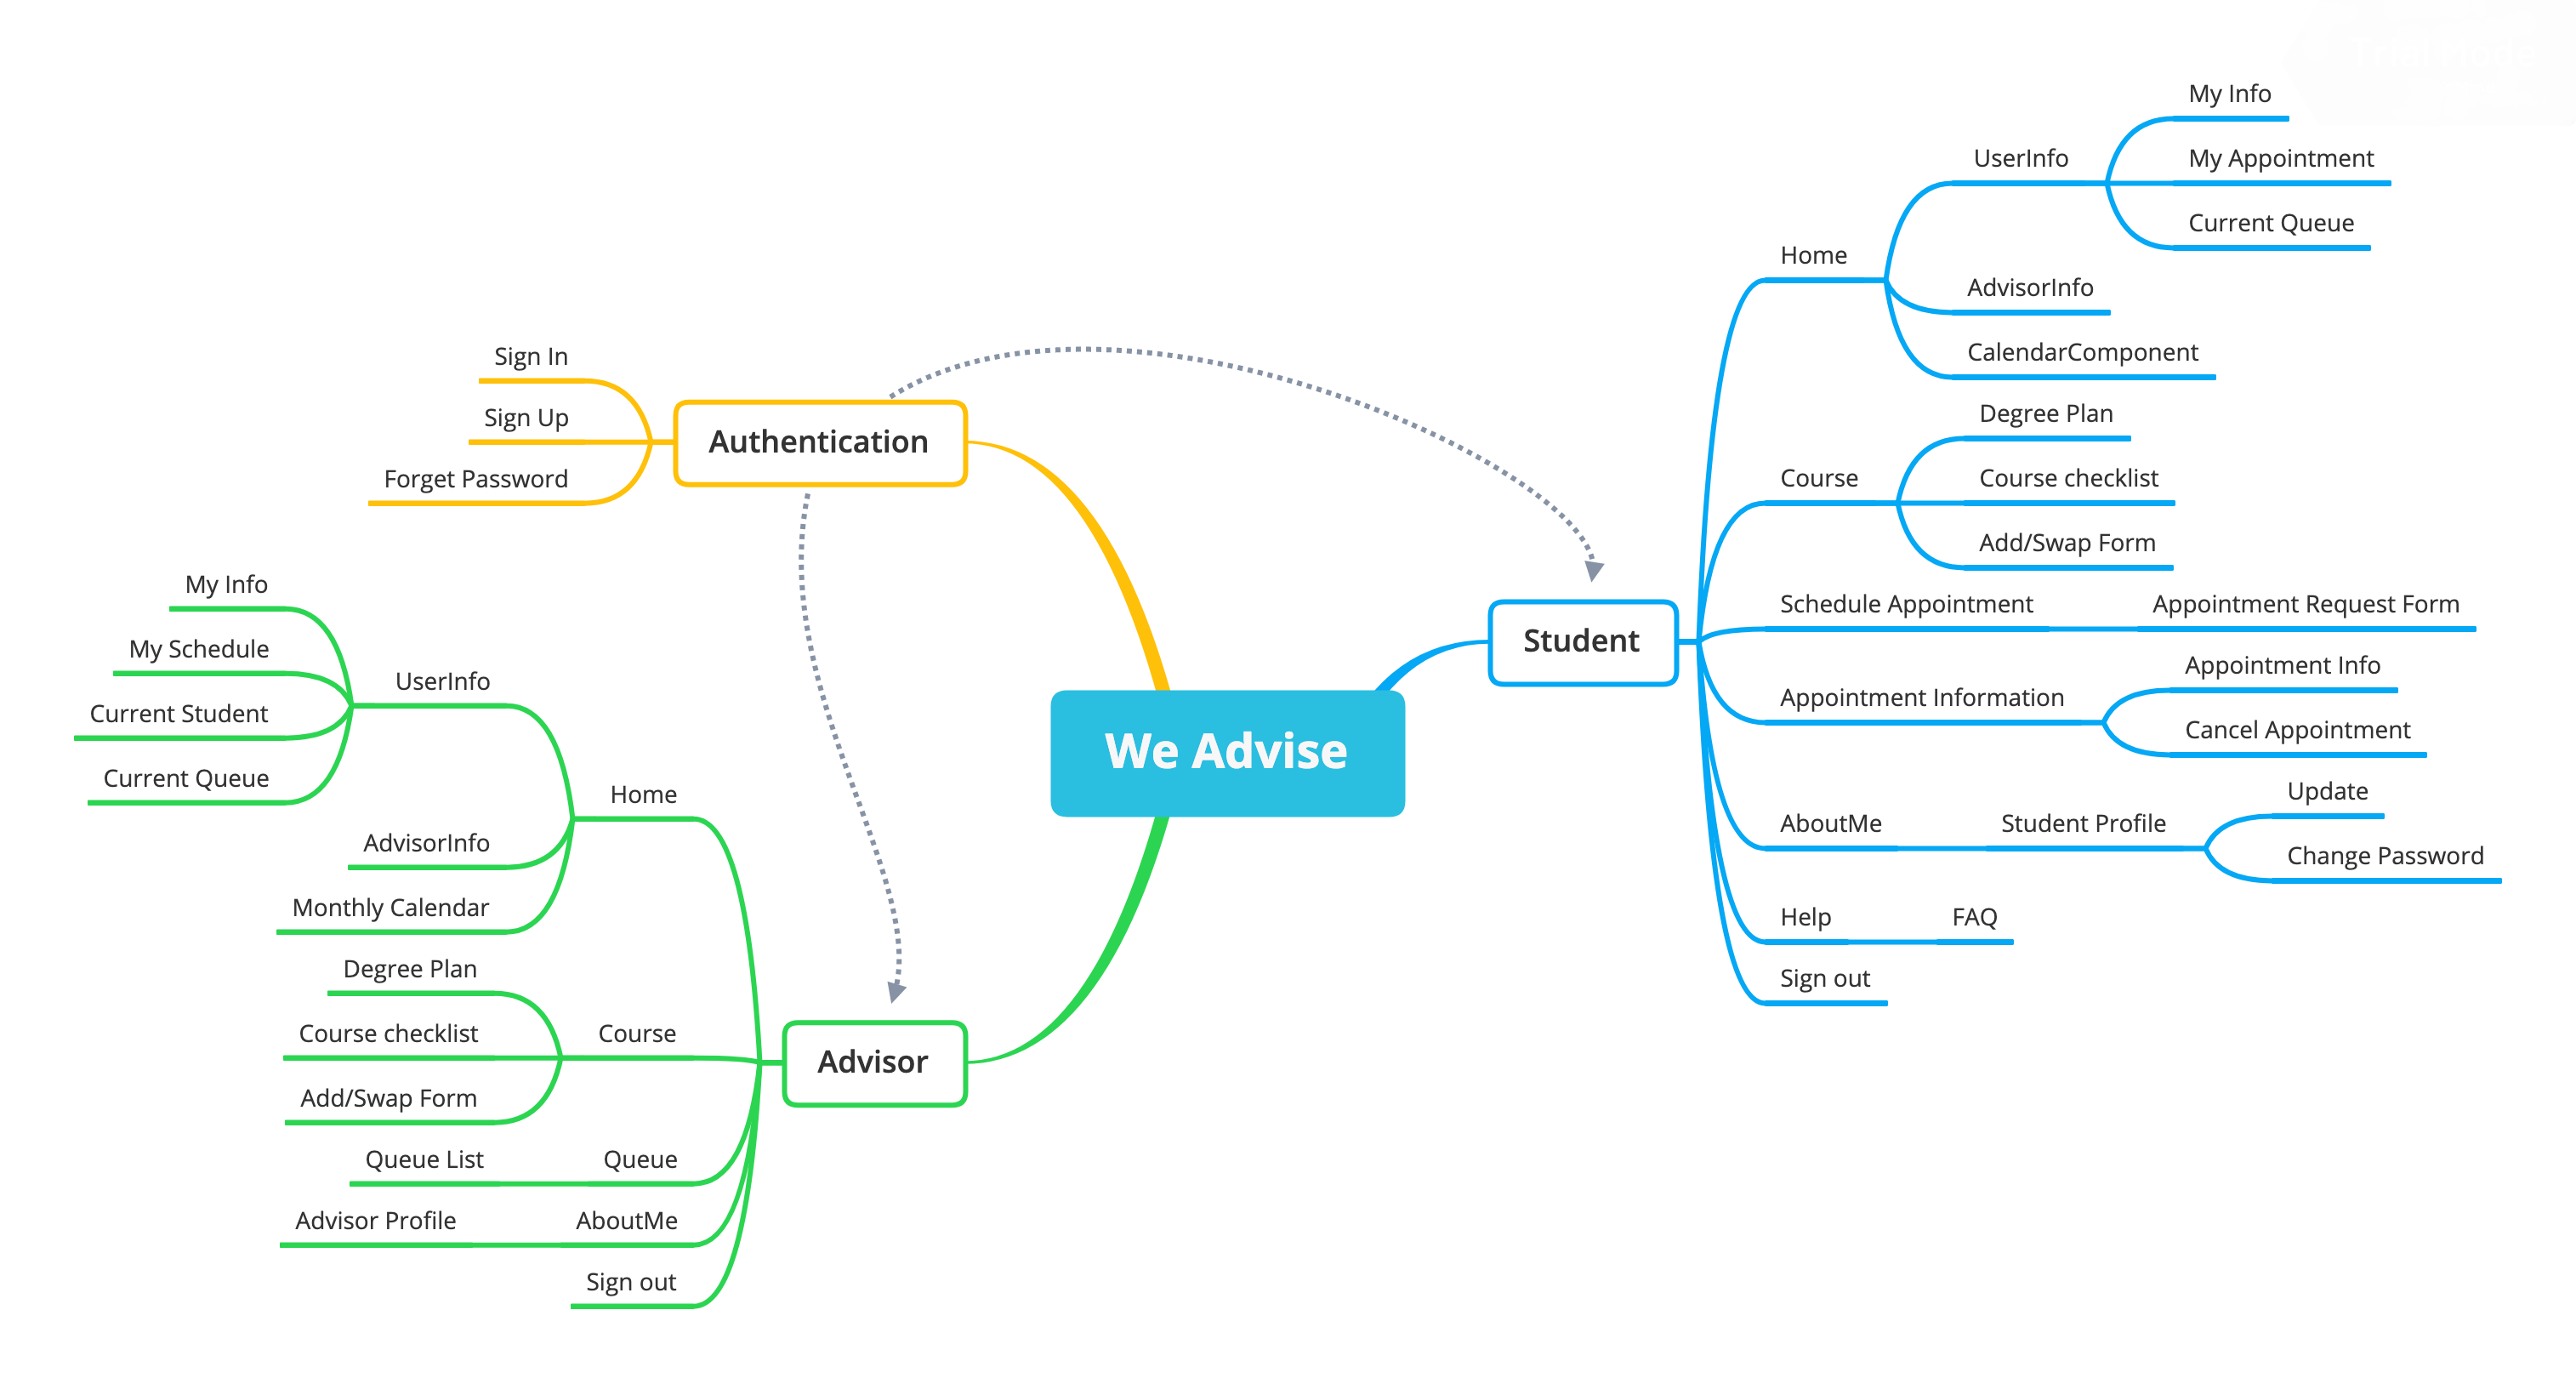 We Advise
Authentication
Sign In
Sign Up
Forget Password
Advisor
Home
UserInfo
My Info
My Schedule
Current Student
Current Queue
AdvisorInfo
Monthly Calendar
Course
Degree Plan
Course checklist
Add/Swap Form
Queue
Queue List
AboutMe
Advisor Profile
Sign out
Student
Home
UserInfo
My Info
My Appointment
Current Queue
AdvisorInfo
CalendarComponent
Course
Degree Plan
Course checklist
Add/Swap Form
Schedule Appointment
Appointment Request Form
Appointment Information
Appointment Info
Cancel Appointment
AboutMe
Student Profile
Update
Change Password
Help
FAQ
Sign out